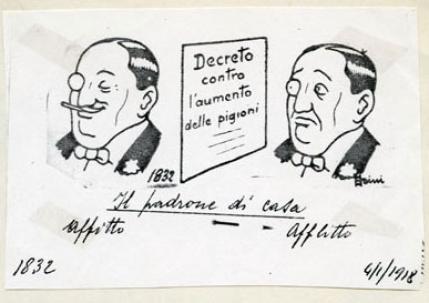 Decreto
contro
l'aumento
delle pigioni
1832
Il padrone di casa
Affitto - Afflitto
1832
4/1/1918